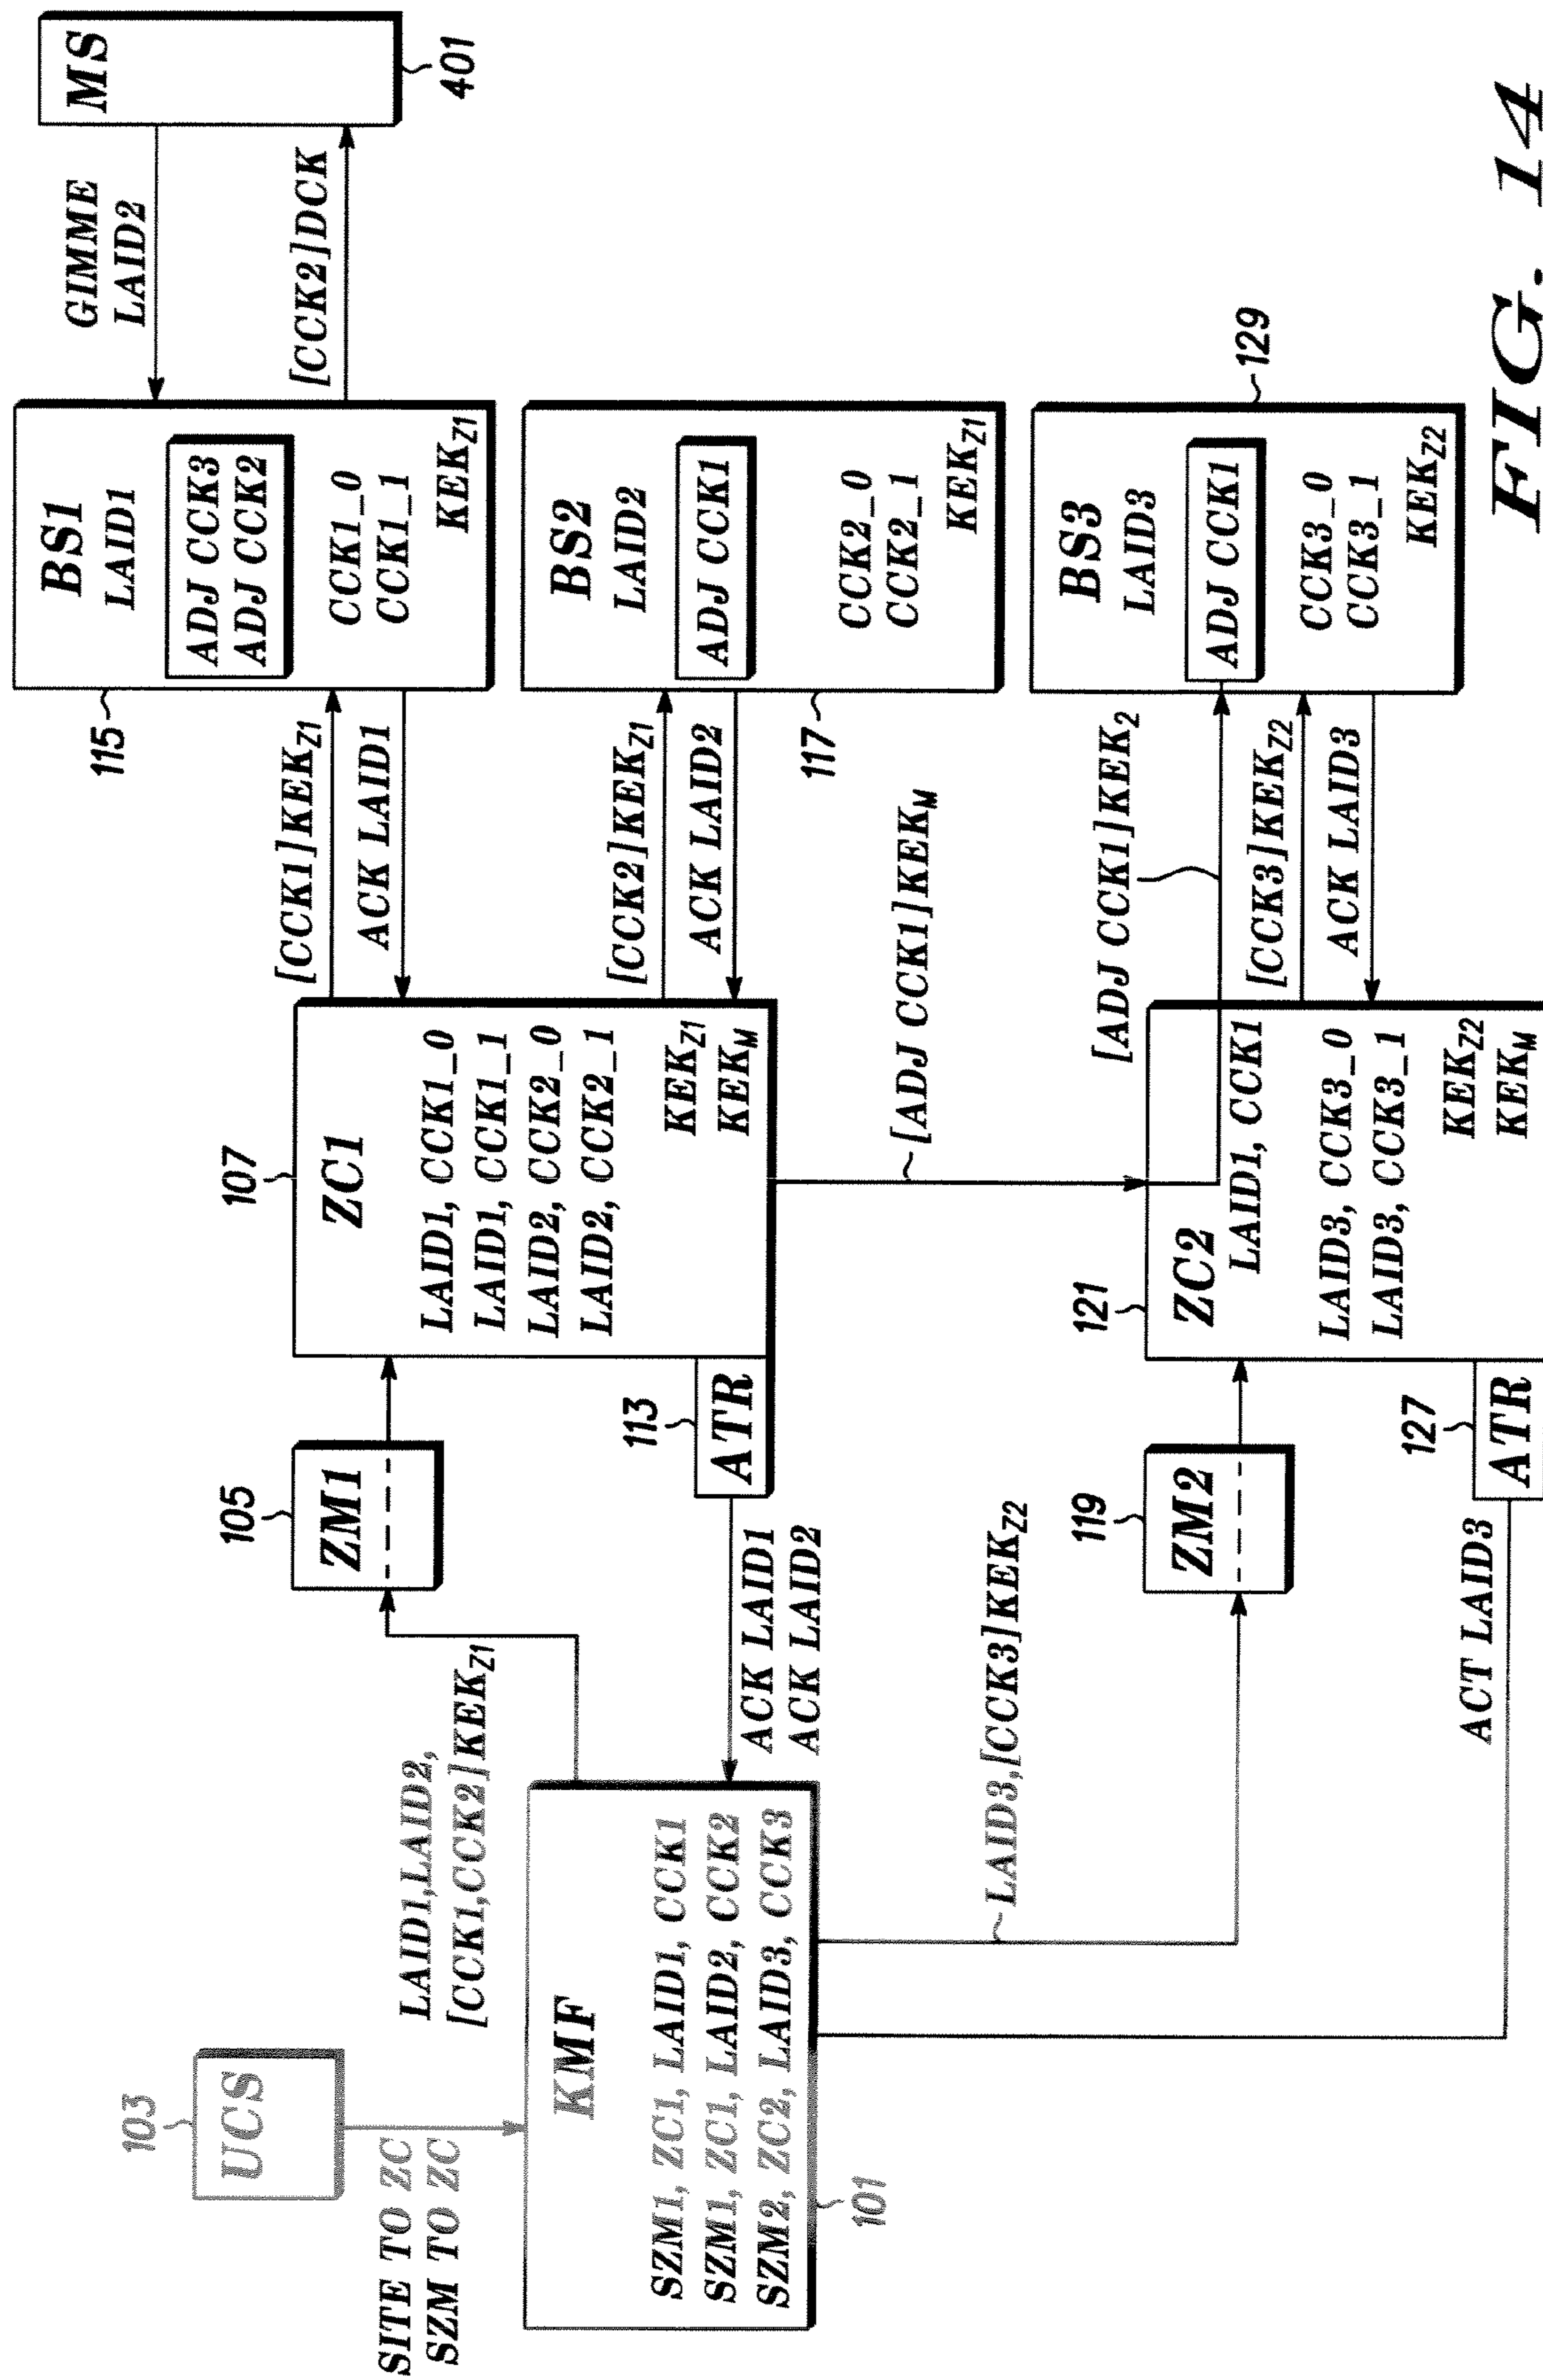 103
UCS
SITE TO ZC
SZM TO ZC
KMF
SZM1, ZC1, LAID1, CCK1
SZM1, ZC1, LAID2, CCK2
SZM2, ZC2, LAID3, CCK3
101
LAID1,LAID2,
[CCK1,CCK2]KEKZ1
105
ZM1
107
ZC1
LAID1, CCK1_0
LAID1, CCK1_1
LAID2, CCK2_0
LAID2, CCK2_1
KEKZ1
KEKM
113
ATR
ACK LAID1
ACK LAID2
[CCK1]KEKZ1
ACK LAID1
115
BS1
LAID1
ADJ CCK3
ADJ CCK2
CCK1_0
CCK1_1
KEKZ1
GIMME
LAID2
[CCK2]DCK
MS
401
[CCK2]KEKZ1
ACK LAID2
117
BS2
LAID2
ADJ CCK1
CCK2_0
CCK2_1
KEKZ1
[ADJ CCK1]KEKM
LAID3,[CCK3]KEKZ2
119
ZM2
121
ZC2
LAID1, CCK1
LAID3, CCK3_0
LAID3, CCK3_1
KEKZ2
KEKM
127
ATR
ACT LAID3
[ADJ CCK1]KEK2
[CCK3]KEKZ2
ACK LAID3
129
BS3
LAID3
ADJ CCK1
CCK3_0
CCK3_1
KEKZ2
FIG. 14